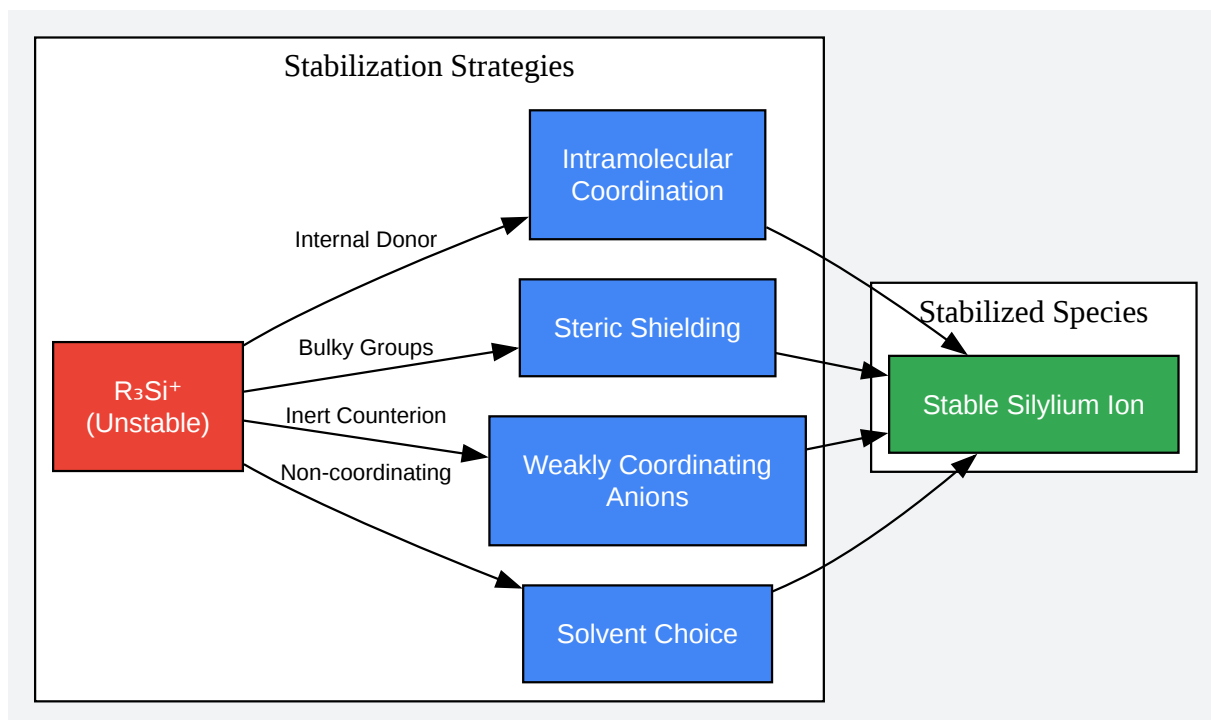 Stabilization Strategies
Intramolecular
Coordination
Internal Donor
Stabilized Species
Bulky Groups
Steric Shielding
R₃Si⁺
(Unstable)
Stable Silylium Ion
Inert Counterion
Weakly Coordinating
Anions
Non-coordinating
Solvent Choice